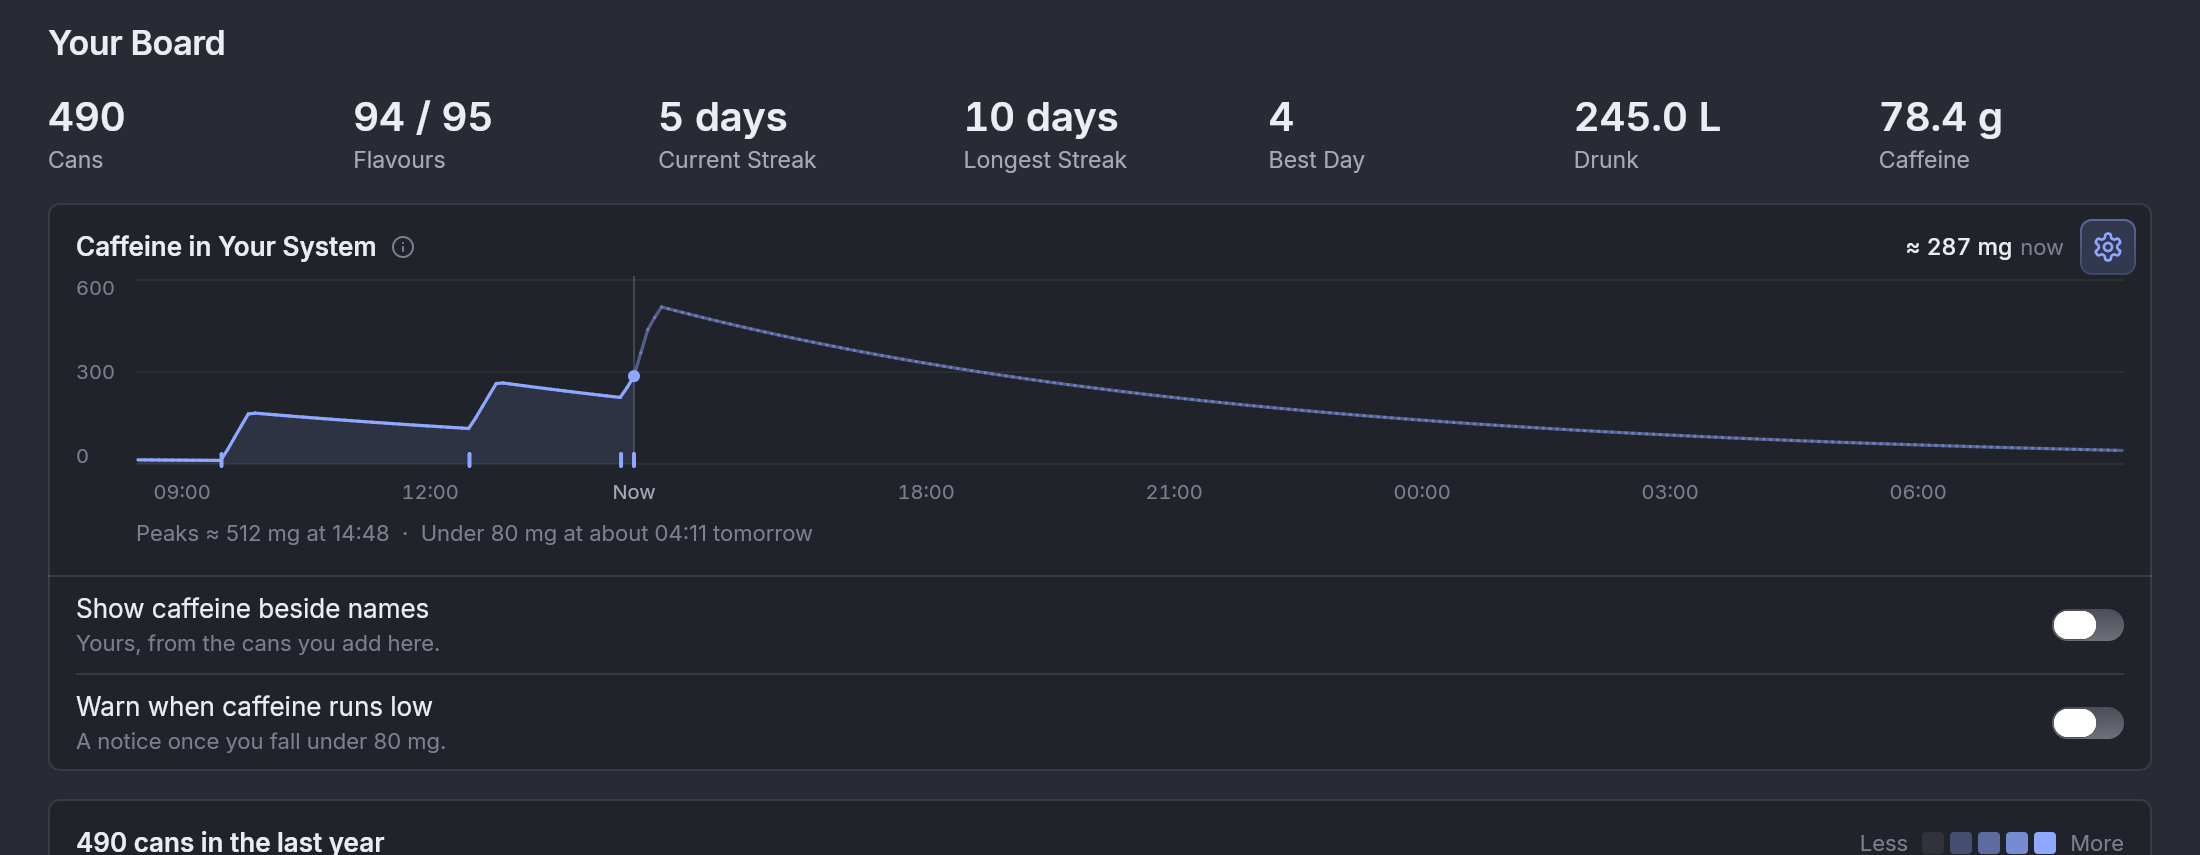 Your Board
490
Cans
94 / 95
Flavours
5 days
Current Streak
10 days
Longest Streak
4
Best Day
245.0 L
Drunk
78.4 g
Caffeine
Caffeine in Your System
≈ 287 mg now
600
300
0
09:00
12:00
Now
18:00
21:00
00:00
03:00
06:00
Peaks ≈ 512 mg at 14:48 · Under 80 mg at about 04:11 tomorrow
Show caffeine beside names
Yours, from the cans you add here.
Warn when caffeine runs low
A notice once you fall under 80 mg.
490 cans in the last year
Less
More